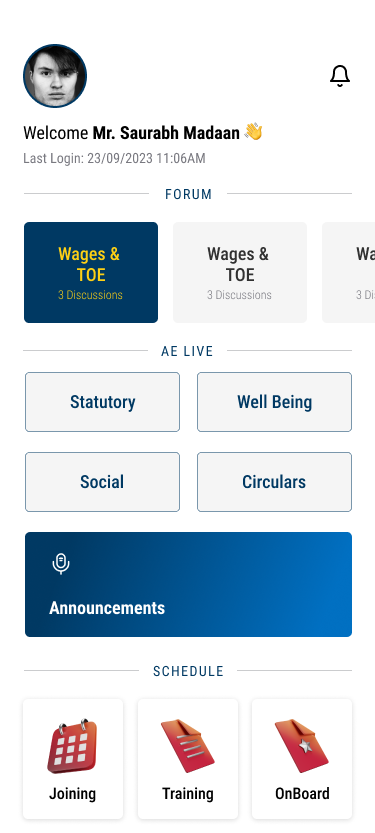 Welcome Mr. Saurabh Madaan 👋
Last Login: 23/09/2023 11:06AM
FORUM
Wages &
TOE
3 Discussions
Wages &
TOE
3 Discussions
Wa
3 Di
AE LIVE
Statutory
Well Being
Social
Circulars
Announcements
SCHEDULE
Joining
Training
OnBoard